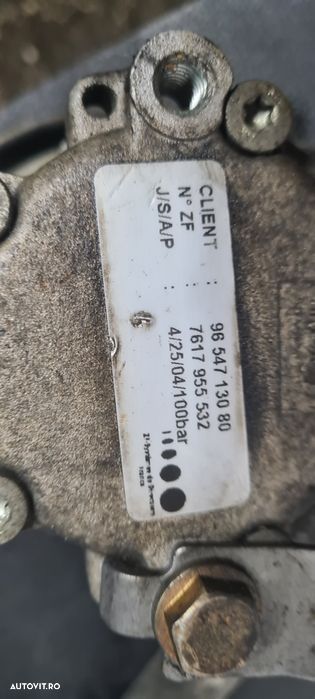 CLIENT : 96 547 130 80
N° ZF : 7617 955 532
J/S/A/P : 4/25/04/100bar
AUTOVIT.RO